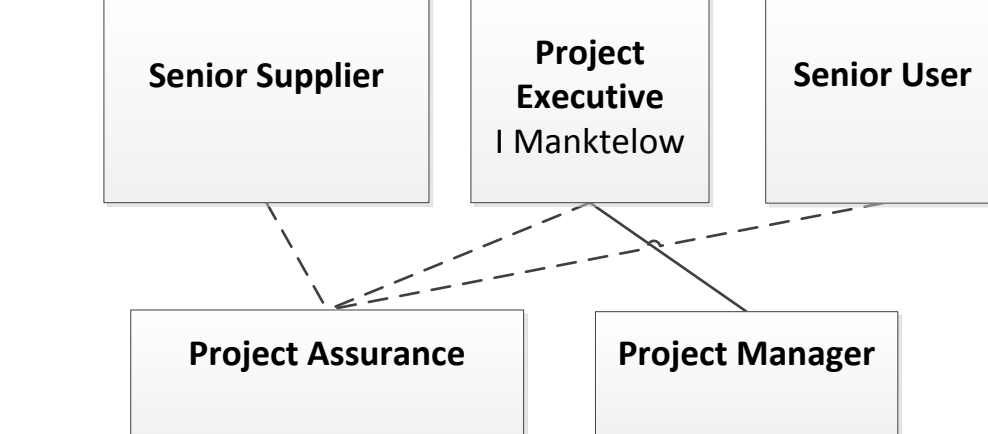 Senior Supplier
Project
Executive
I Manktelow
Senior User
Project Assurance
Project Manager